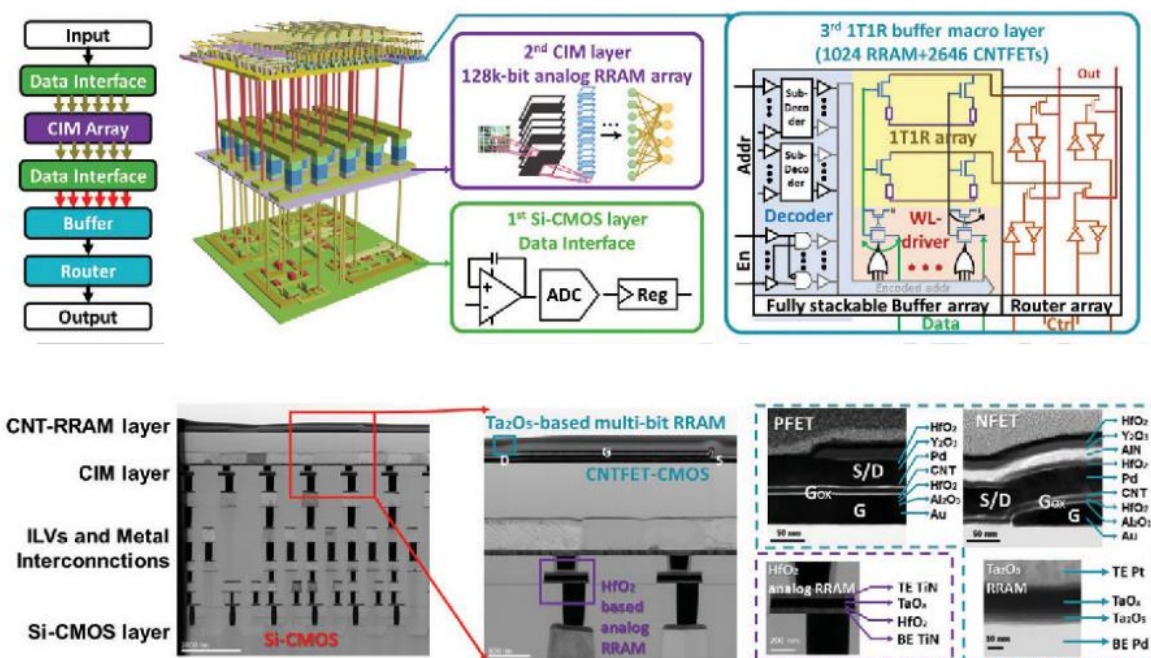 Input
Data Interface
CIM Array
Data Interface
Buffer
Router
Output
2nd CIM layer
128k-bit analog RRAM array
1st Si-CMOS layer
Data Interface
ADC
Reg
3rd 1T1R buffer macro layer
(1024 RRAM+2646 CNTFETs)
Out
Addr
Sub-
Decoder
Sub-
Decoder
1T1R array
Decoder
WL-
driver
En
Encoded addr
Fully stackable Buffer array
Router array
Data
Ctrl
CNT-RRAM layer
CIM layer
ILVs and Metal
Interconnctions
Si-CMOS layer
Si-CMOS
Ta2O5-based multi-bit RRAM
D
G
S
CNTFET-CMOS
HfO2
based
analog
RRAM
PFET
S/D
GOX
G
HfO2
Y2O3
Pd
CNT
HfO2
Al2O3
Au
50 nm
NFET
S/D
GOX
G
HfO2
Y2O3
AlN
HfO2
Pd
CNT
HfO2
Al2O3
Au
50 nm
HfO2
analog RRAM
TE TiN
TaOx
HfO2
BE TiN
200 nm
Ta2O5
RRAM
TE Pt
TaOx
Ta2O5
BE Pd